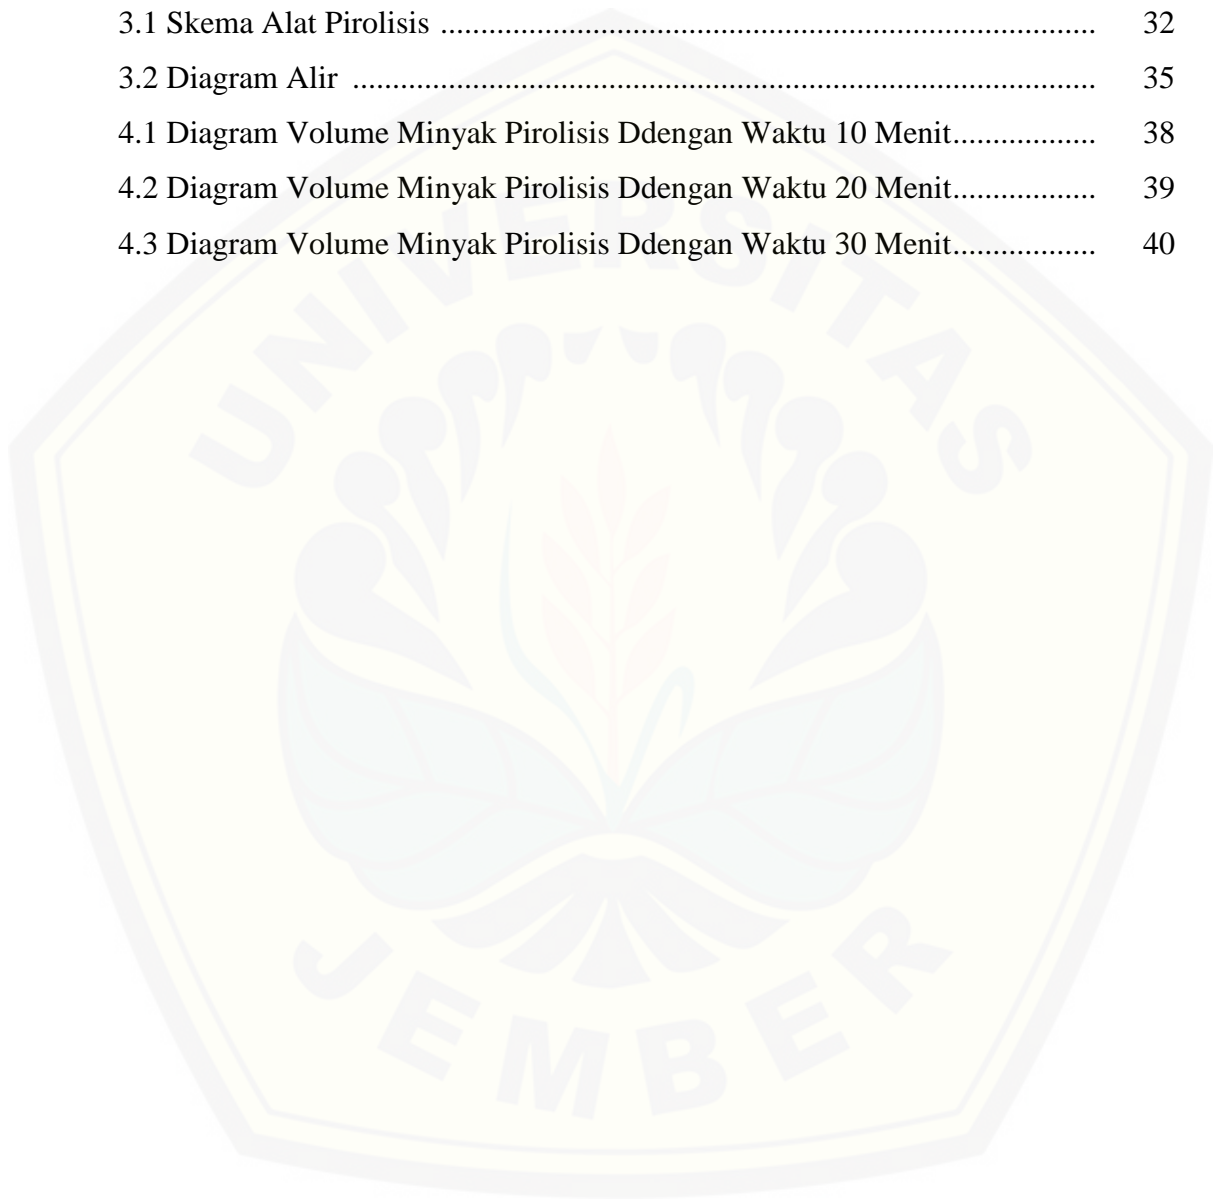 3.1 Skema Alat Pirolisis .................................................................................. 32
3.2 Diagram Alir ............................................................................................. 35
4.1 Diagram Volume Minyak Pirolisis Ddengan Waktu 10 Menit.................. 38
4.2 Diagram Volume Minyak Pirolisis Ddengan Waktu 20 Menit.................. 39
4.3 Diagram Volume Minyak Pirolisis Ddengan Waktu 30 Menit.................. 40
UNIVERSITAS
JEMBER